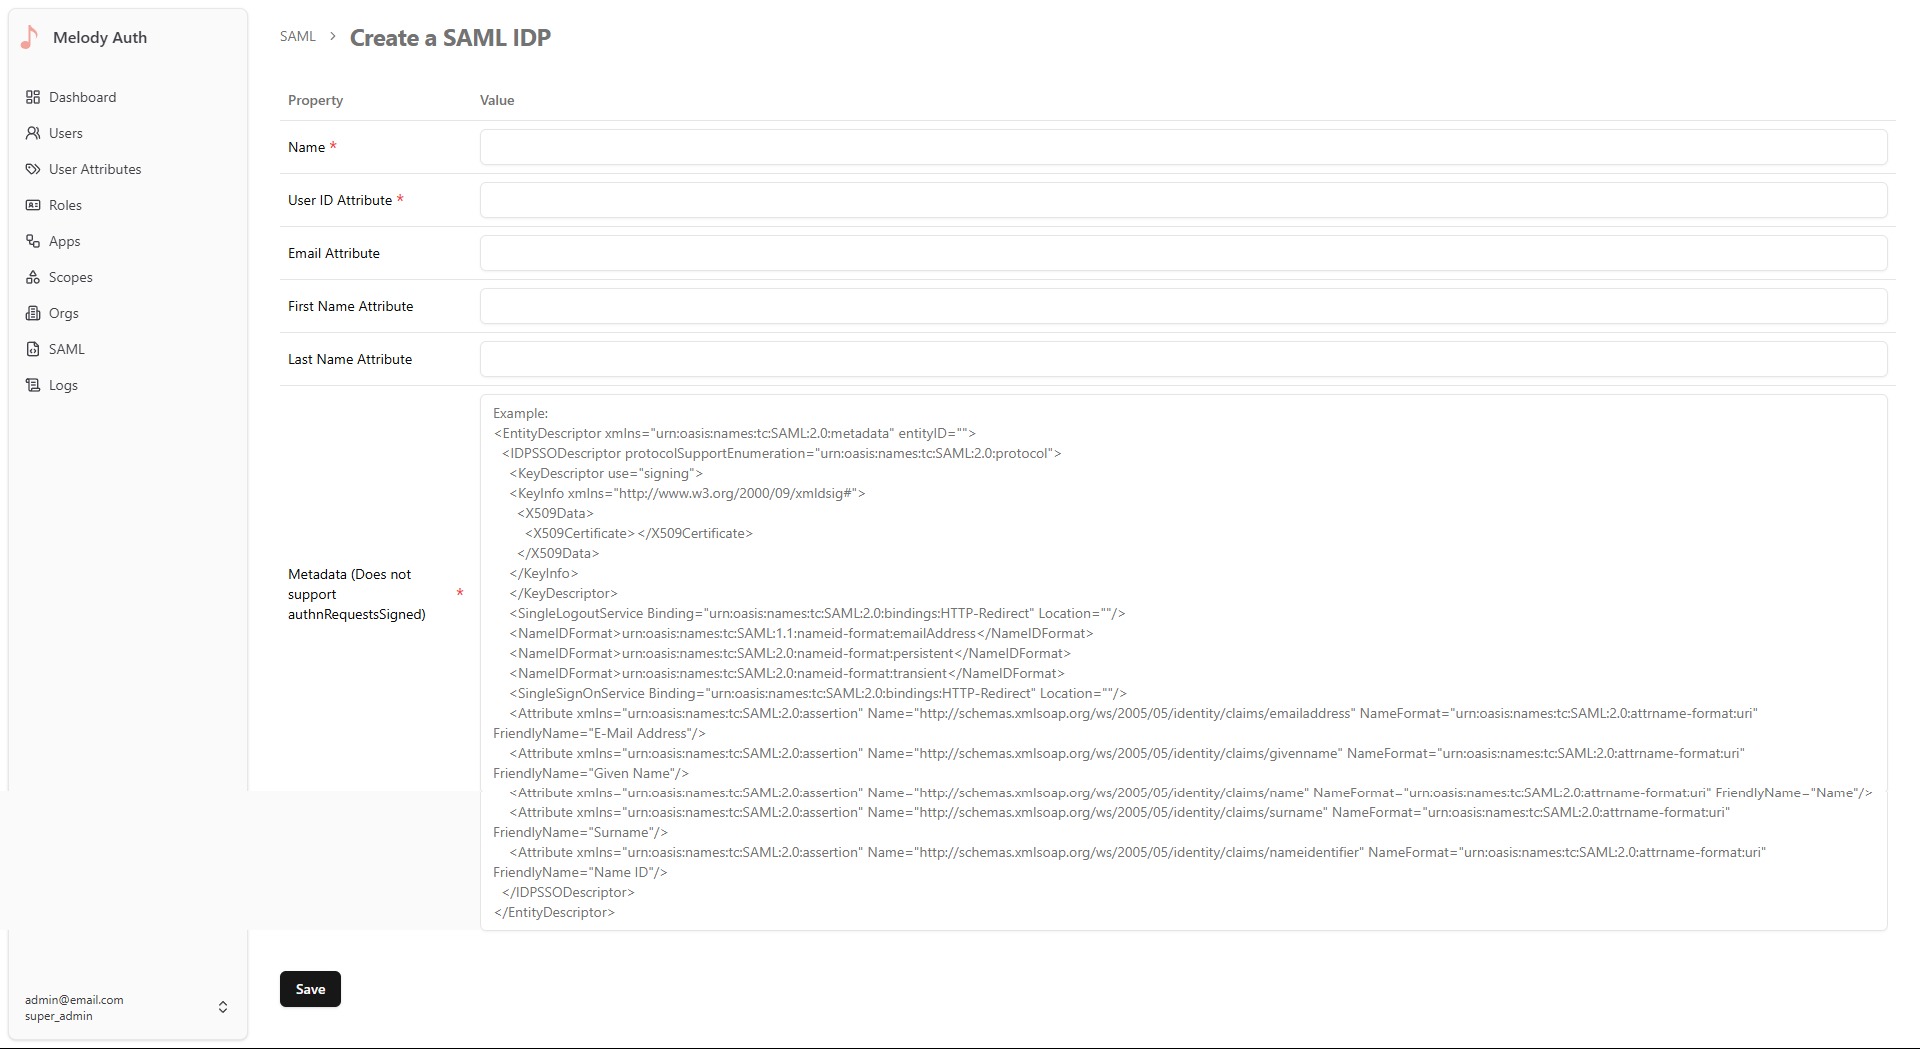 Melody Auth
Dashboard
Users
User Attributes
Roles
Apps
Scopes
Orgs
SAML
Logs
admin@email.com
super_admin
SAML > Create a SAML IDP
Property Value
Name *
User ID Attribute *
Email Attribute
First Name Attribute
Last Name Attribute
Metadata (Does not
support
authnRequestsSigned) *
Example:
<EntityDescriptor xmlns="urn:oasis:names:tc:SAML:2.0:metadata" entityID="">
<IDPSSODescriptor protocolSupportEnumeration="urn:oasis:names:tc:SAML:2.0:protocol">
<KeyDescriptor use="signing">
<KeyInfo xmlns="http://www.w3.org/2000/09/xmldsig#">
<X509Data>
<X509Certificate></X509Certificate>
</X509Data>
</KeyInfo>
</KeyDescriptor>
<SingleLogoutService Binding="urn:oasis:names:tc:SAML:2.0:bindings:HTTP-Redirect" Location=""/>
<NameIDFormat>urn:oasis:names:tc:SAML:1.1:nameid-format:emailAddress</NameIDFormat>
<NameIDFormat>urn:oasis:names:tc:SAML:2.0:nameid-format:persistent</NameIDFormat>
<NameIDFormat>urn:oasis:names:tc:SAML:2.0:nameid-format:transient</NameIDFormat>
<SingleSignOnService Binding="urn:oasis:names:tc:SAML:2.0:bindings:HTTP-Redirect" Location=""/>
<Attribute xmlns="urn:oasis:names:tc:SAML:2.0:assertion" Name="http://schemas.xmlsoap.org/ws/2005/05/identity/claims/emailaddress" NameFormat="urn:oasis:names:tc:SAML:2.0:attrname-format:uri"
FriendlyName="E-Mail Address"/>
<Attribute xmlns="urn:oasis:names:tc:SAML:2.0:assertion" Name="http://schemas.xmlsoap.org/ws/2005/05/identity/claims/givenname" NameFormat="urn:oasis:names:tc:SAML:2.0:attrname-format:uri"
FriendlyName="Given Name"/>
<Attribute xmlns="urn:oasis:names:tc:SAML:2.0:assertion" Name="http://schemas.xmlsoap.org/ws/2005/05/identity/claims/name" NameFormat="urn:oasis:names:tc:SAML:2.0:attrname-format:uri" FriendlyName="Name"/>
<Attribute xmlns="urn:oasis:names:tc:SAML:2.0:assertion" Name="http://schemas.xmlsoap.org/ws/2005/05/identity/claims/surname" NameFormat="urn:oasis:names:tc:SAML:2.0:attrname-format:uri"
FriendlyName="Surname"/>
<Attribute xmlns="urn:oasis:names:tc:SAML:2.0:assertion" Name="http://schemas.xmlsoap.org/ws/2005/05/identity/claims/nameidentifier" NameFormat="urn:oasis:names:tc:SAML:2.0:attrname-format:uri"
FriendlyName="Name ID"/>
</IDPSSODescriptor>
</EntityDescriptor>
Save